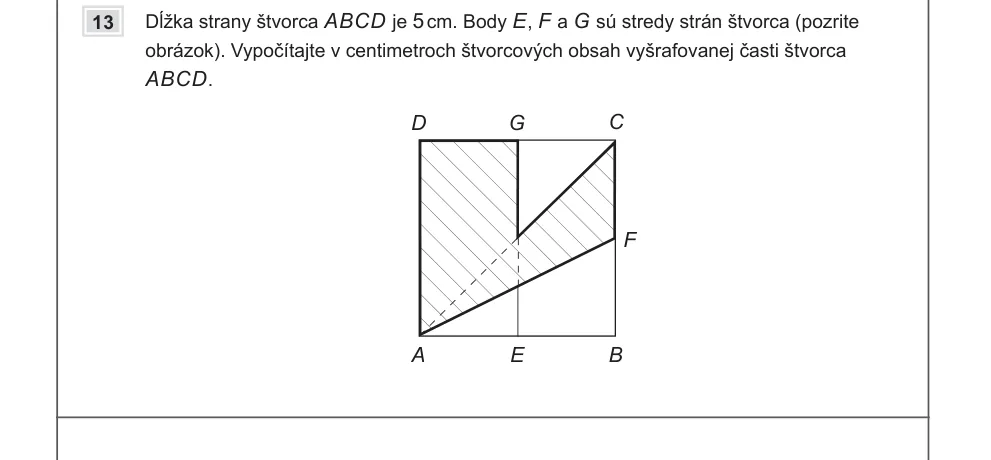 13 Dĺžka strany štvorca ABCD je 5 cm. Body E, F a G sú stredy strán štvorca (pozrite
obrázok). Vypočítajte v centimetroch štvorcových obsah vyšrafovanej časti štvorca
ABCD.
D G C
F
A E B